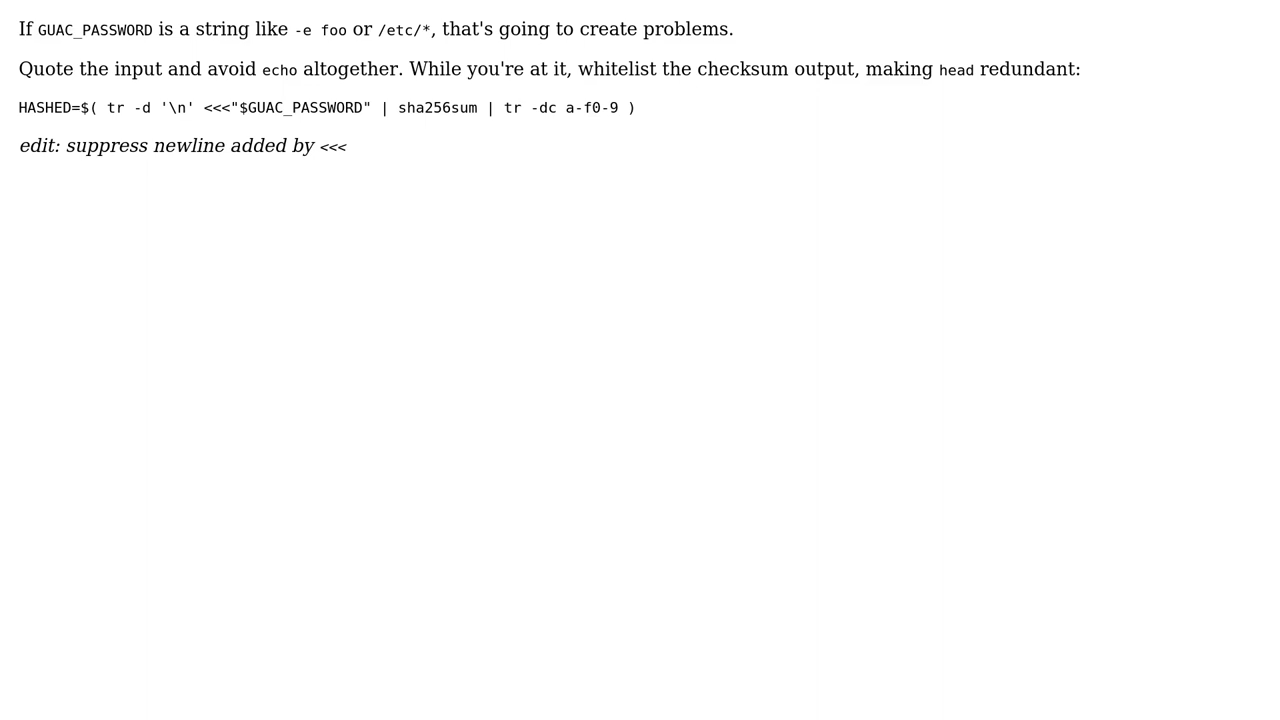 If GUAC_PASSWORD is a string like -e foo or /etc/*, that's going to create problems.
Quote the input and avoid echo altogether. While you're at it, whitelist the checksum output, making head redundant:
HASHED=$( tr -d '\n' <<<"$GUAC_PASSWORD" | sha256sum | tr -dc a-f0-9 )
edit: suppress newline added by <<<